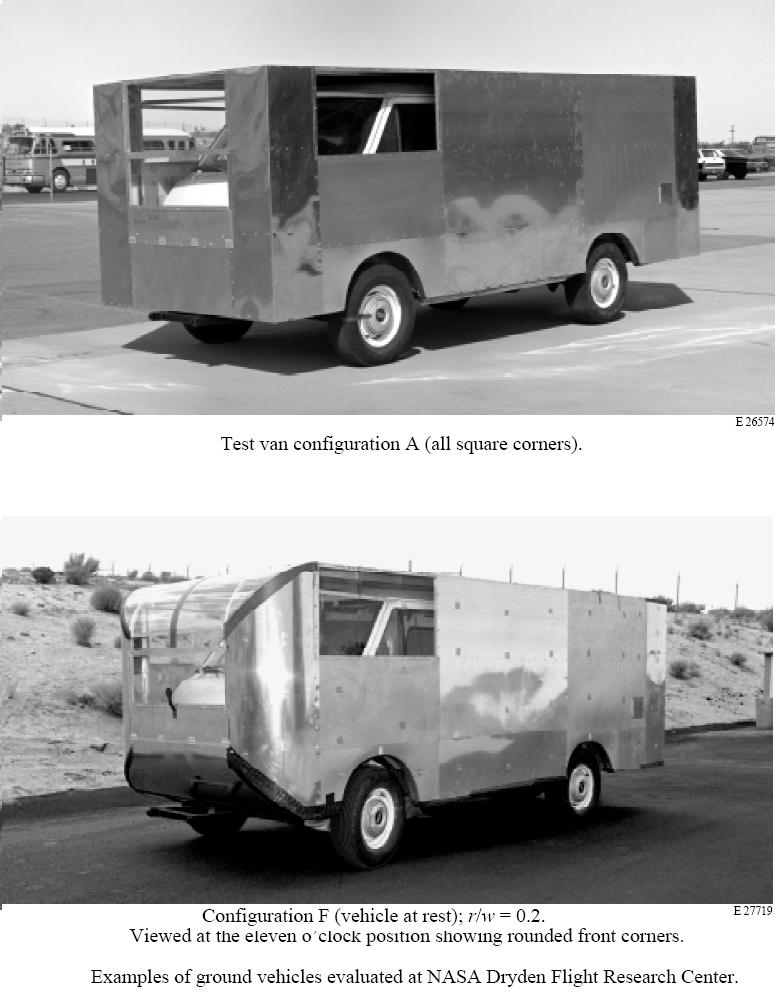 E 26574
Test van configuration A (all square corners).
E 27719
Configuration F (vehicle at rest); r/w = 0.2.
Viewed at the eleven o'clock position showing rounded front corners.
Examples of ground vehicles evaluated at NASA Dryden Flight Research Center.